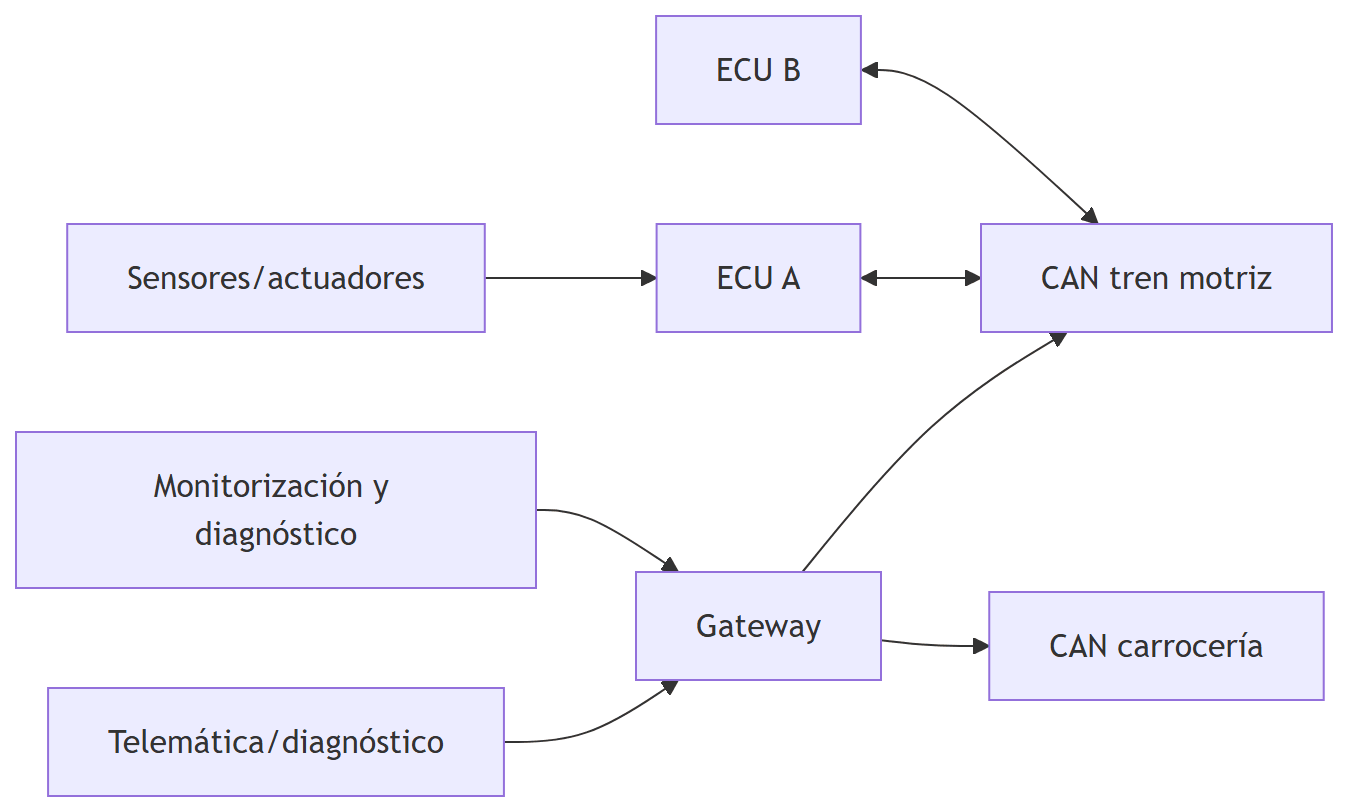 ECU B
Sensores/actuadores
ECU A
CAN tren motriz
Monitorización y
diagnóstico
Gateway
CAN carrocería
Telemática/diagnóstico